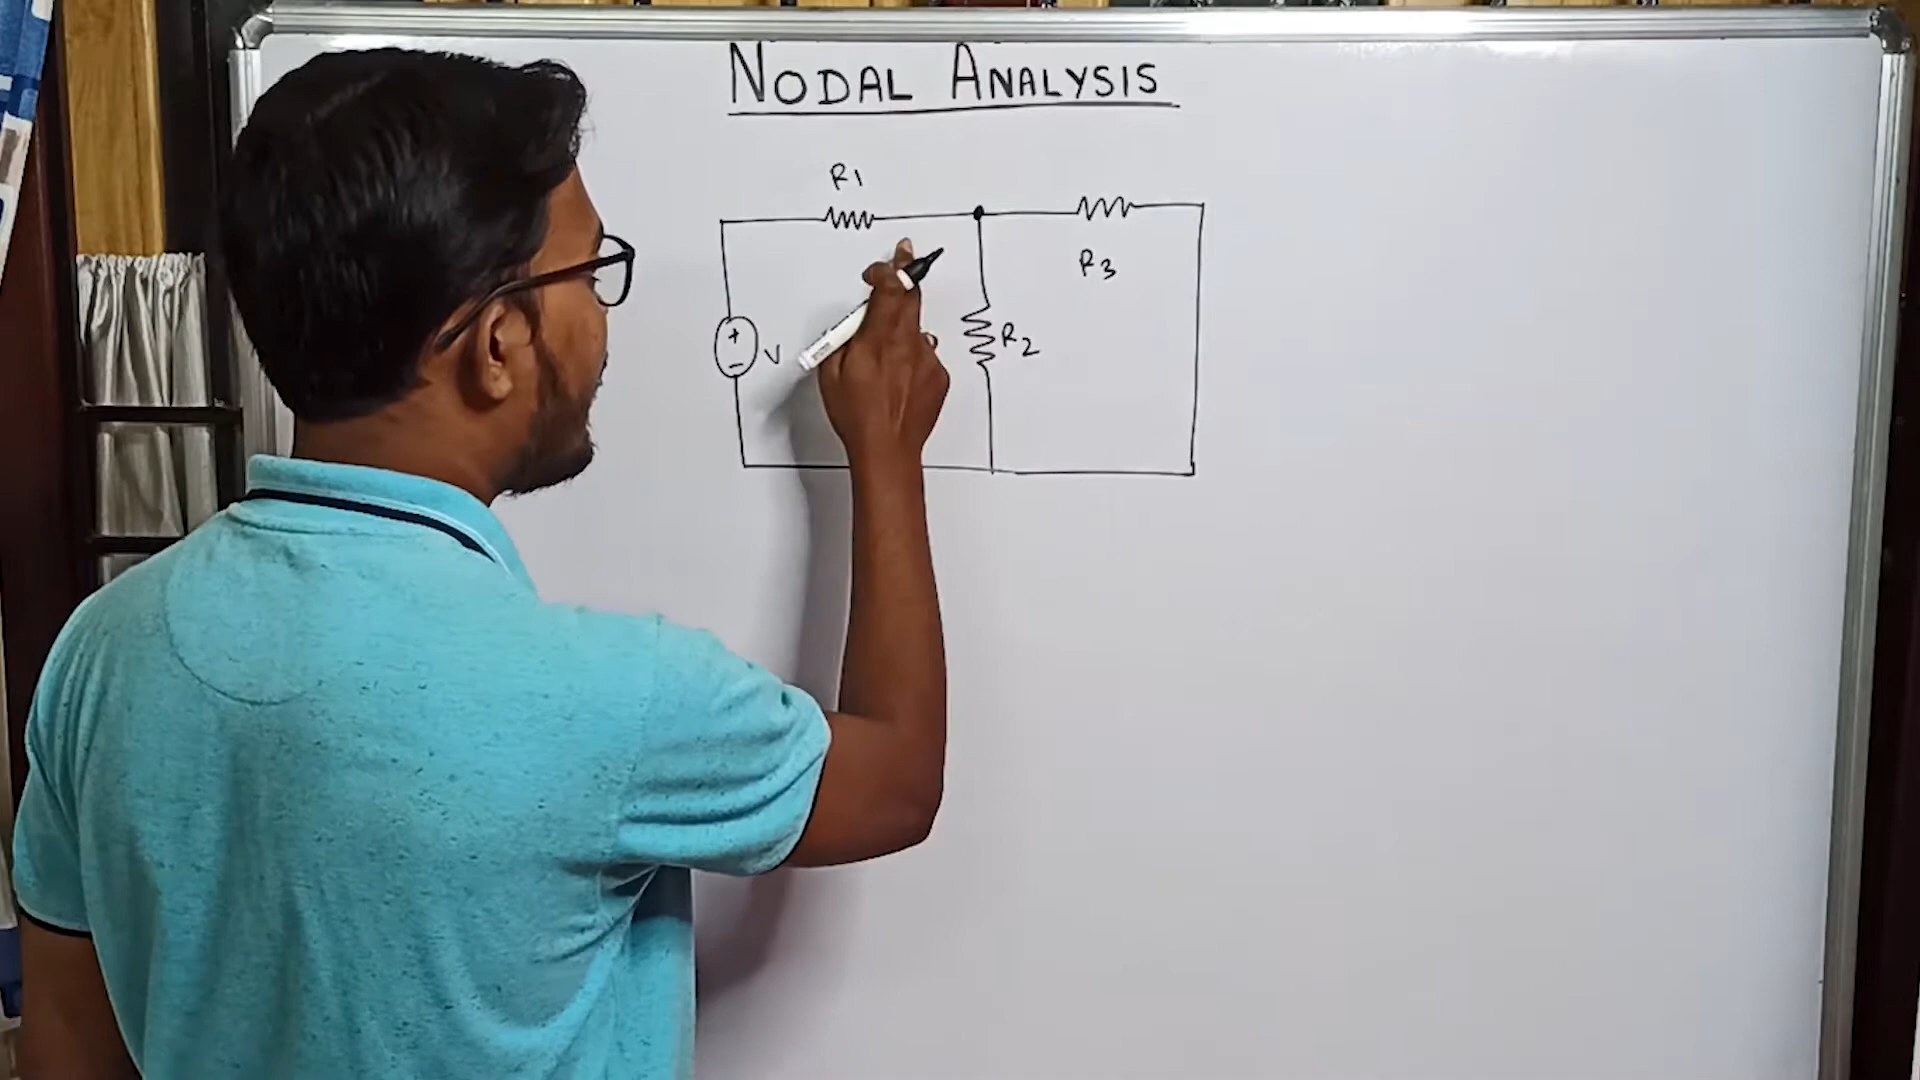 NODAL ANALYSIS
R1
R3
+
-
V
R2